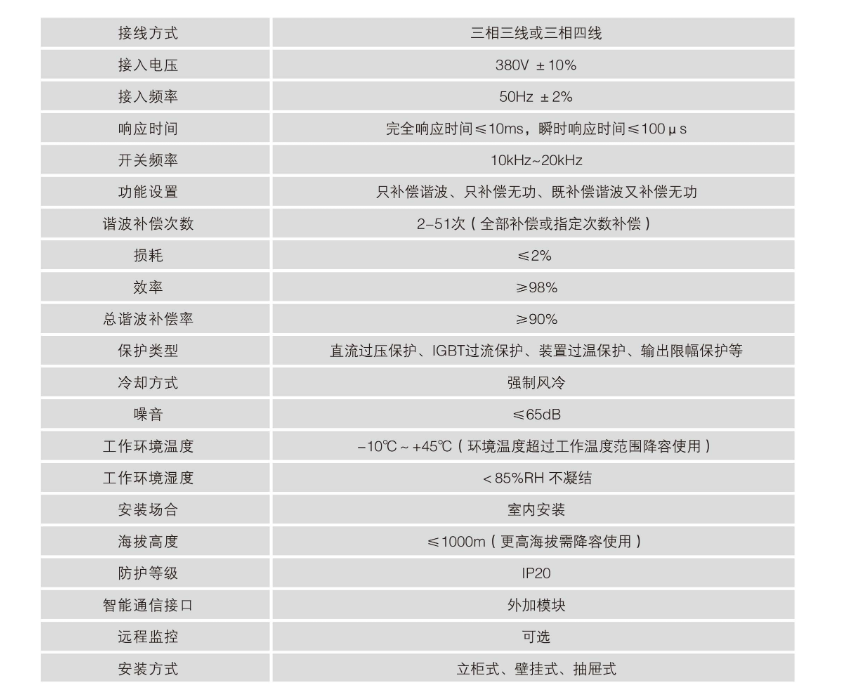 接线方式 三相三线或三相四线
接入电压 380V ±10%
接入频率 50Hz ±2%
响应时间 完全响应时间≤10ms，瞬时响应时间≤100μs
开关频率 10kHz~20kHz
功能设置 只补偿谐波、只补偿无功、既补偿谐波又补偿无功
谐波补偿次数 2-51次（全部补偿或指定次数补偿）
损耗 ≤2%
效率 ≥98%
总谐波补偿率 ≥90%
保护类型 直流过压保护、IGBT过流保护、装置过温保护、输出限幅保护等
冷却方式 强制风冷
噪音 ≤65dB
工作环境温度 -10℃~+45℃（环境温度超过工作温度范围降容使用）
工作环境湿度 <85%RH 不凝结
安装场合 室内安装
海拔高度 ≤1000m（更高海拔需降容使用）
防护等级 IP20
智能通信接口 外加模块
远程监控 可选
安装方式 立柜式、壁挂式、抽屉式